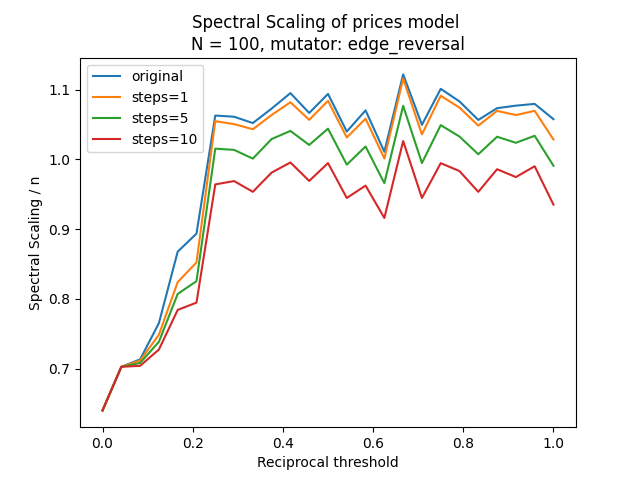 Spectral Scaling of prices model
N = 100, mutator: edge_reversal
original
steps=1
steps=5
steps=10
1.1
1.0
0.9
0.8
0.7
Spectral Scaling / n
0.0 0.2 0.4 0.6 0.8 1.0
Reciprocal threshold